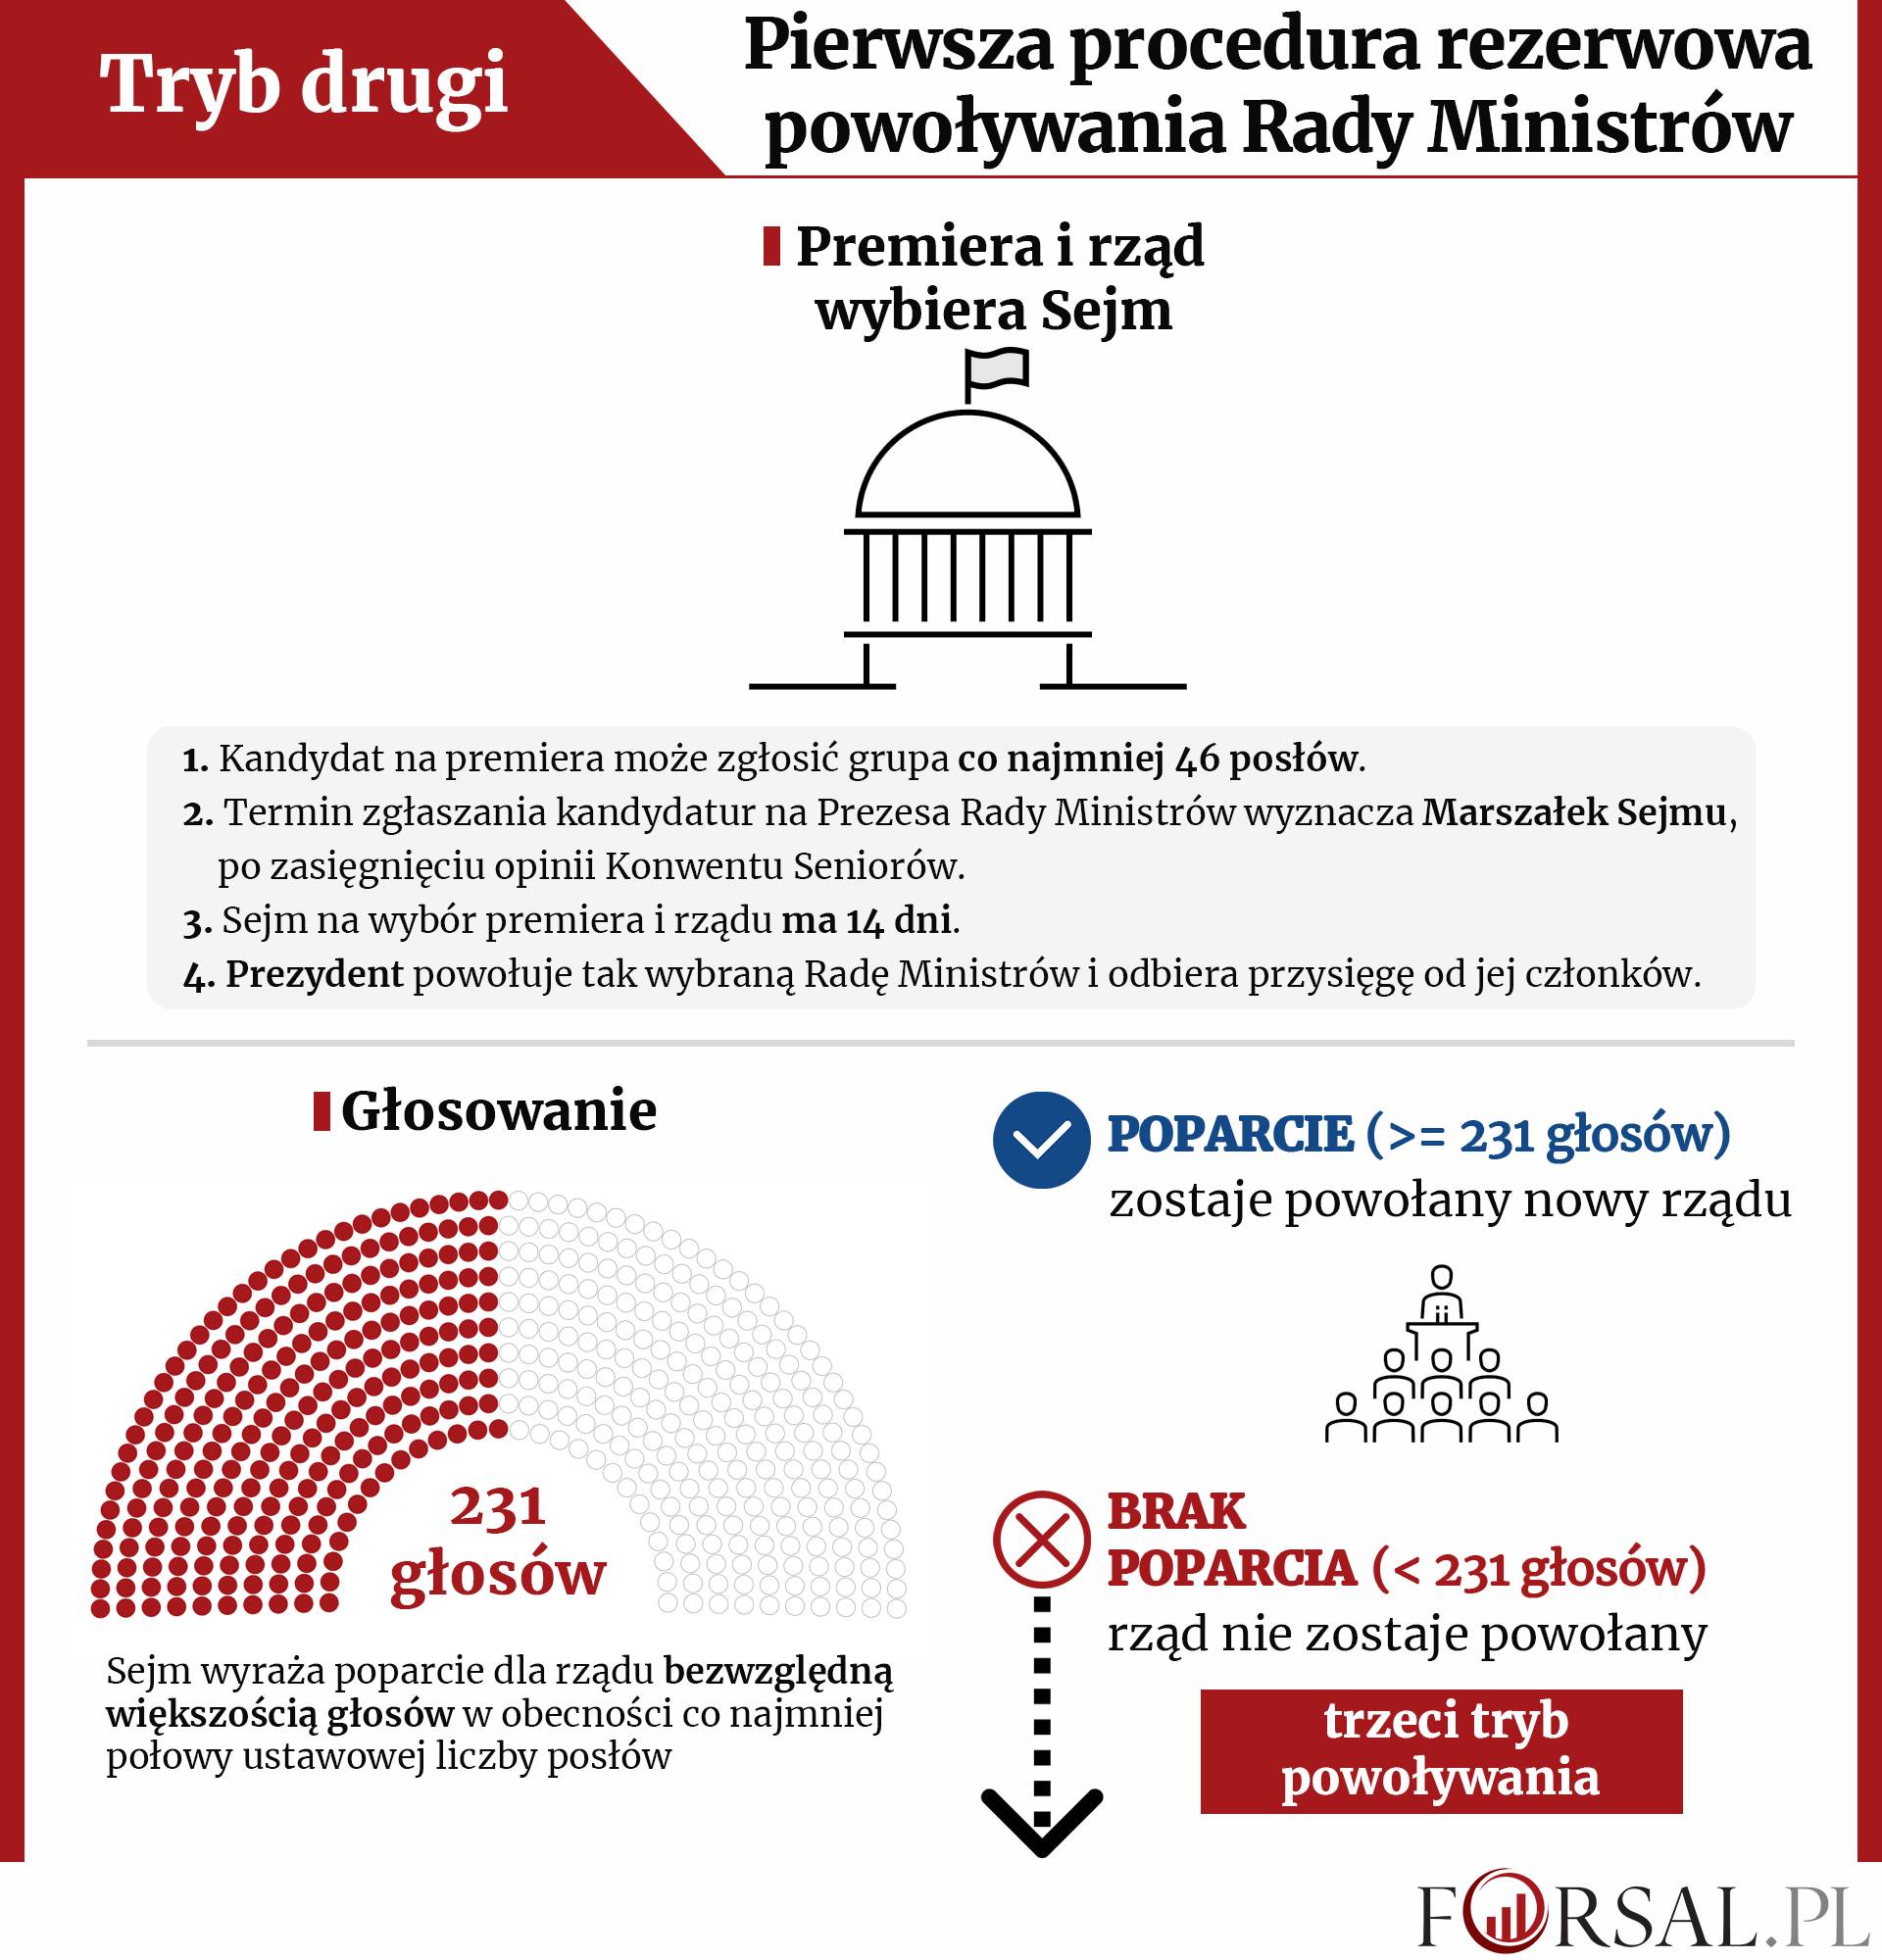 Tryb drugi
Pierwsza procedura rezerwowa
powoływania Rady Ministrów
Premiera i rząd
wybiera Sejm
1. Kandydat na premiera może zgłosić grupa co najmniej 46 posłów.
2. Termin zgłaszania kandydatur na Prezesa Rady Ministrów wyznacza Marszałek Sejmu,
po zasięgnięciu opinii Konwentu Seniorów.
3. Sejm na wybór premiera i rządu ma 14 dni.
4. Prezydent powołuje tak wybraną Radę Ministrów i odbiera przysięgę od jej członków.
Głosowanie
231
głosów
Sejm wyraża poparcie dla rządu bezwzględną
większością głosów w obecności co najmniej
połowy ustawowej liczby posłów
POPARCIE (>= 231 głosów)
zostaje powołany nowy rządu
BRAK
POPARCIA (< 231 głosów)
rząd nie zostaje powołany
trzeci tryb
powoływania
FORSAL.PL